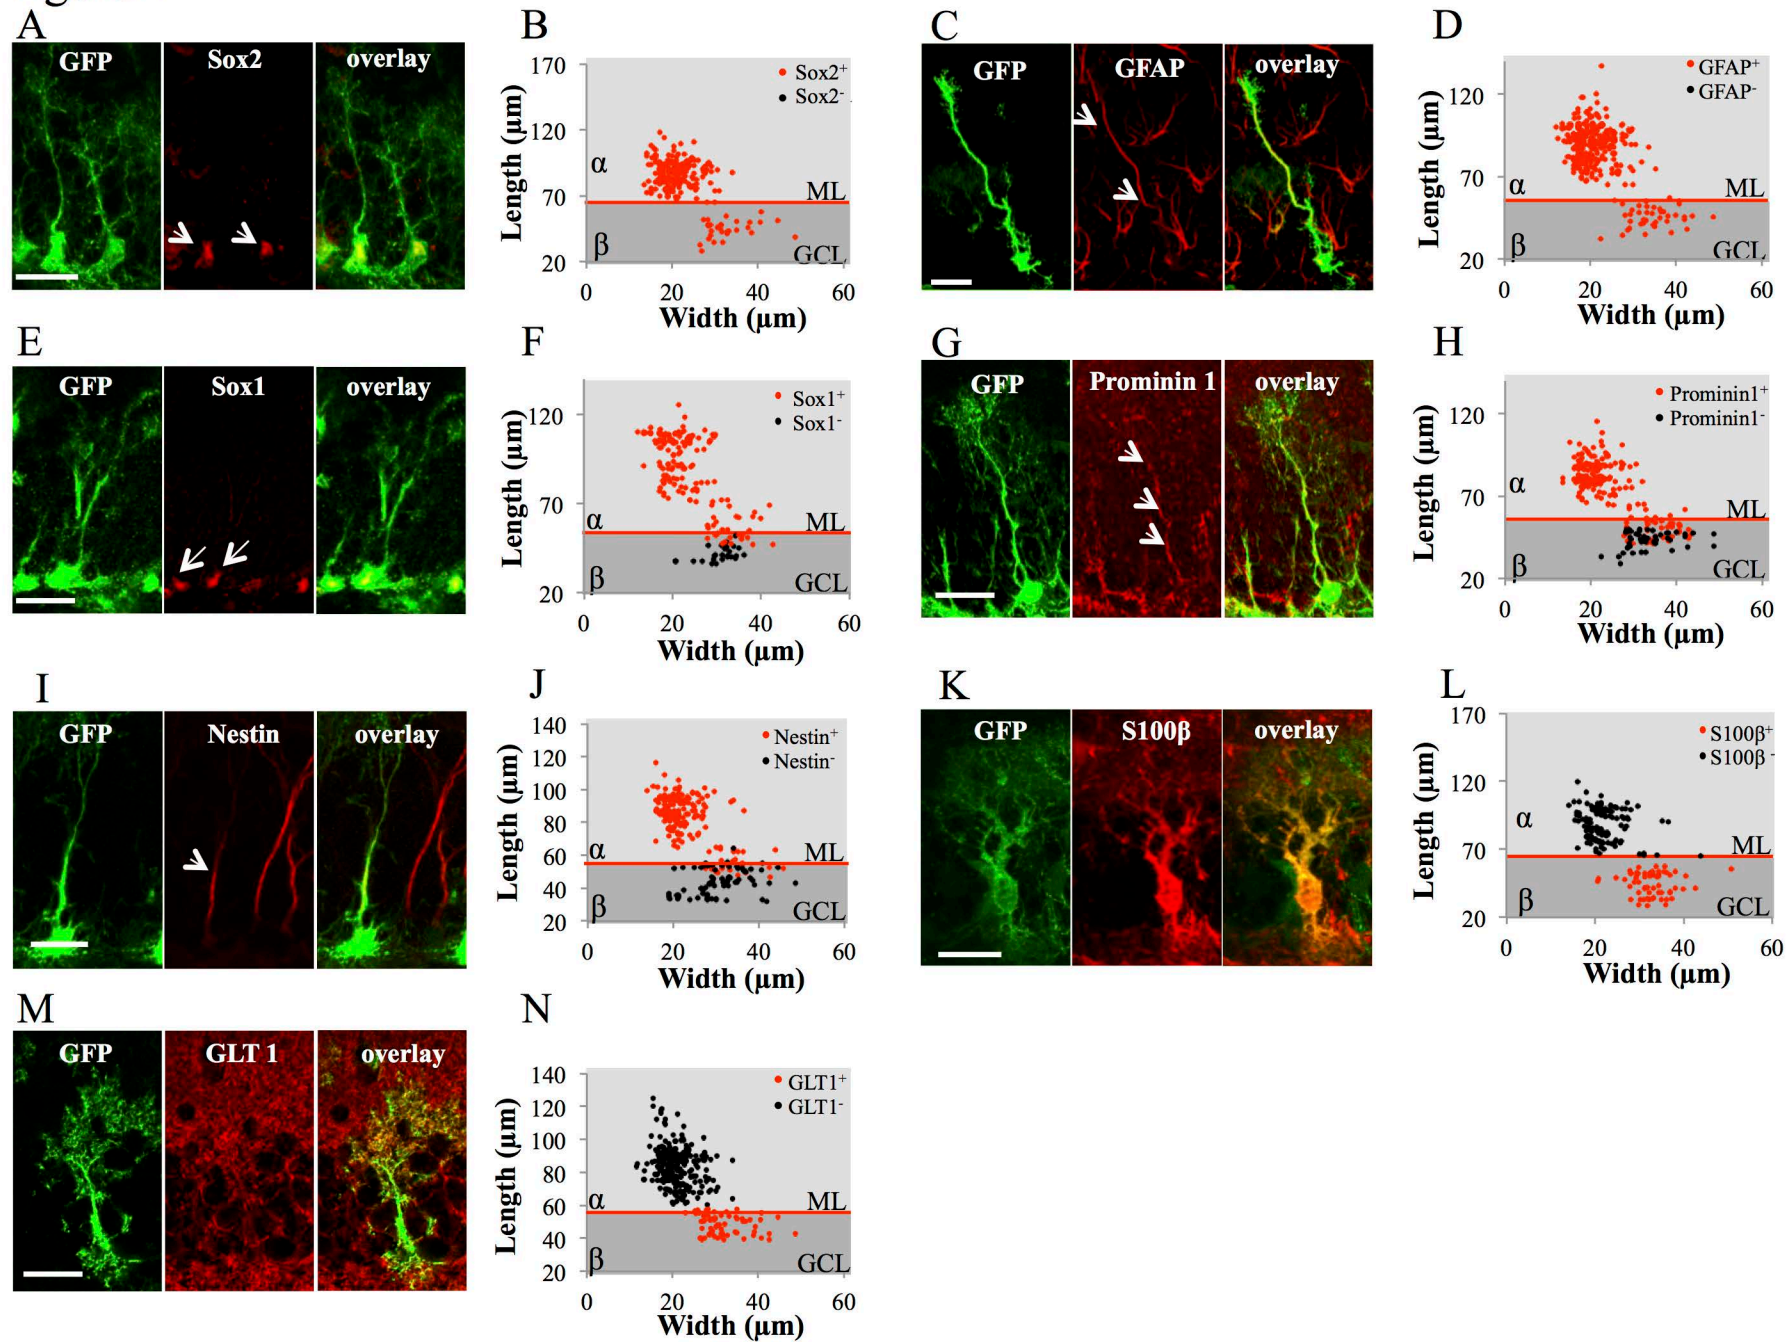 A
GFP
Sox2
overlay
B
Length (µm)
170
120
70
20
Sox2+
Sox2-
α
β
ML
GCL
0 20 40 60
Width (µm)
C
GFP
GFAP
overlay
D
Length (µm)
120
70
20
GFAP+
GFAP-
α
β
ML
GCL
0 20 40 60
Width (µm)
E
GFP
Sox1
overlay
F
Length (µm)
120
70
20
Sox1+
Sox1-
α
β
ML
GCL
0 20 40 60
Width (µm)
G
GFP
Prominin 1
overlay
H
Length (µm)
120
70
20
Prominin1+
Prominin1-
α
β
ML
GCL
0 20 40 60
Width (µm)
I
GFP
Nestin
overlay
J
Length (µm)
140
120
100
80
60
40
20
Nestin+
Nestin-
α
β
ML
GCL
0 20 40 60
Width (µm)
K
GFP
S100β
overlay
L
Length (µm)
170
120
70
20
S100β+
S100β -
α
β
ML
GCL
0 20 40 60
Width (µm)
M
GFP
GLT 1
overlay
N
Length (µm)
140
120
100
80
60
40
20
GLT1+
GLT1-
α
β
ML
GCL
0 20 40 60
Width (µm)